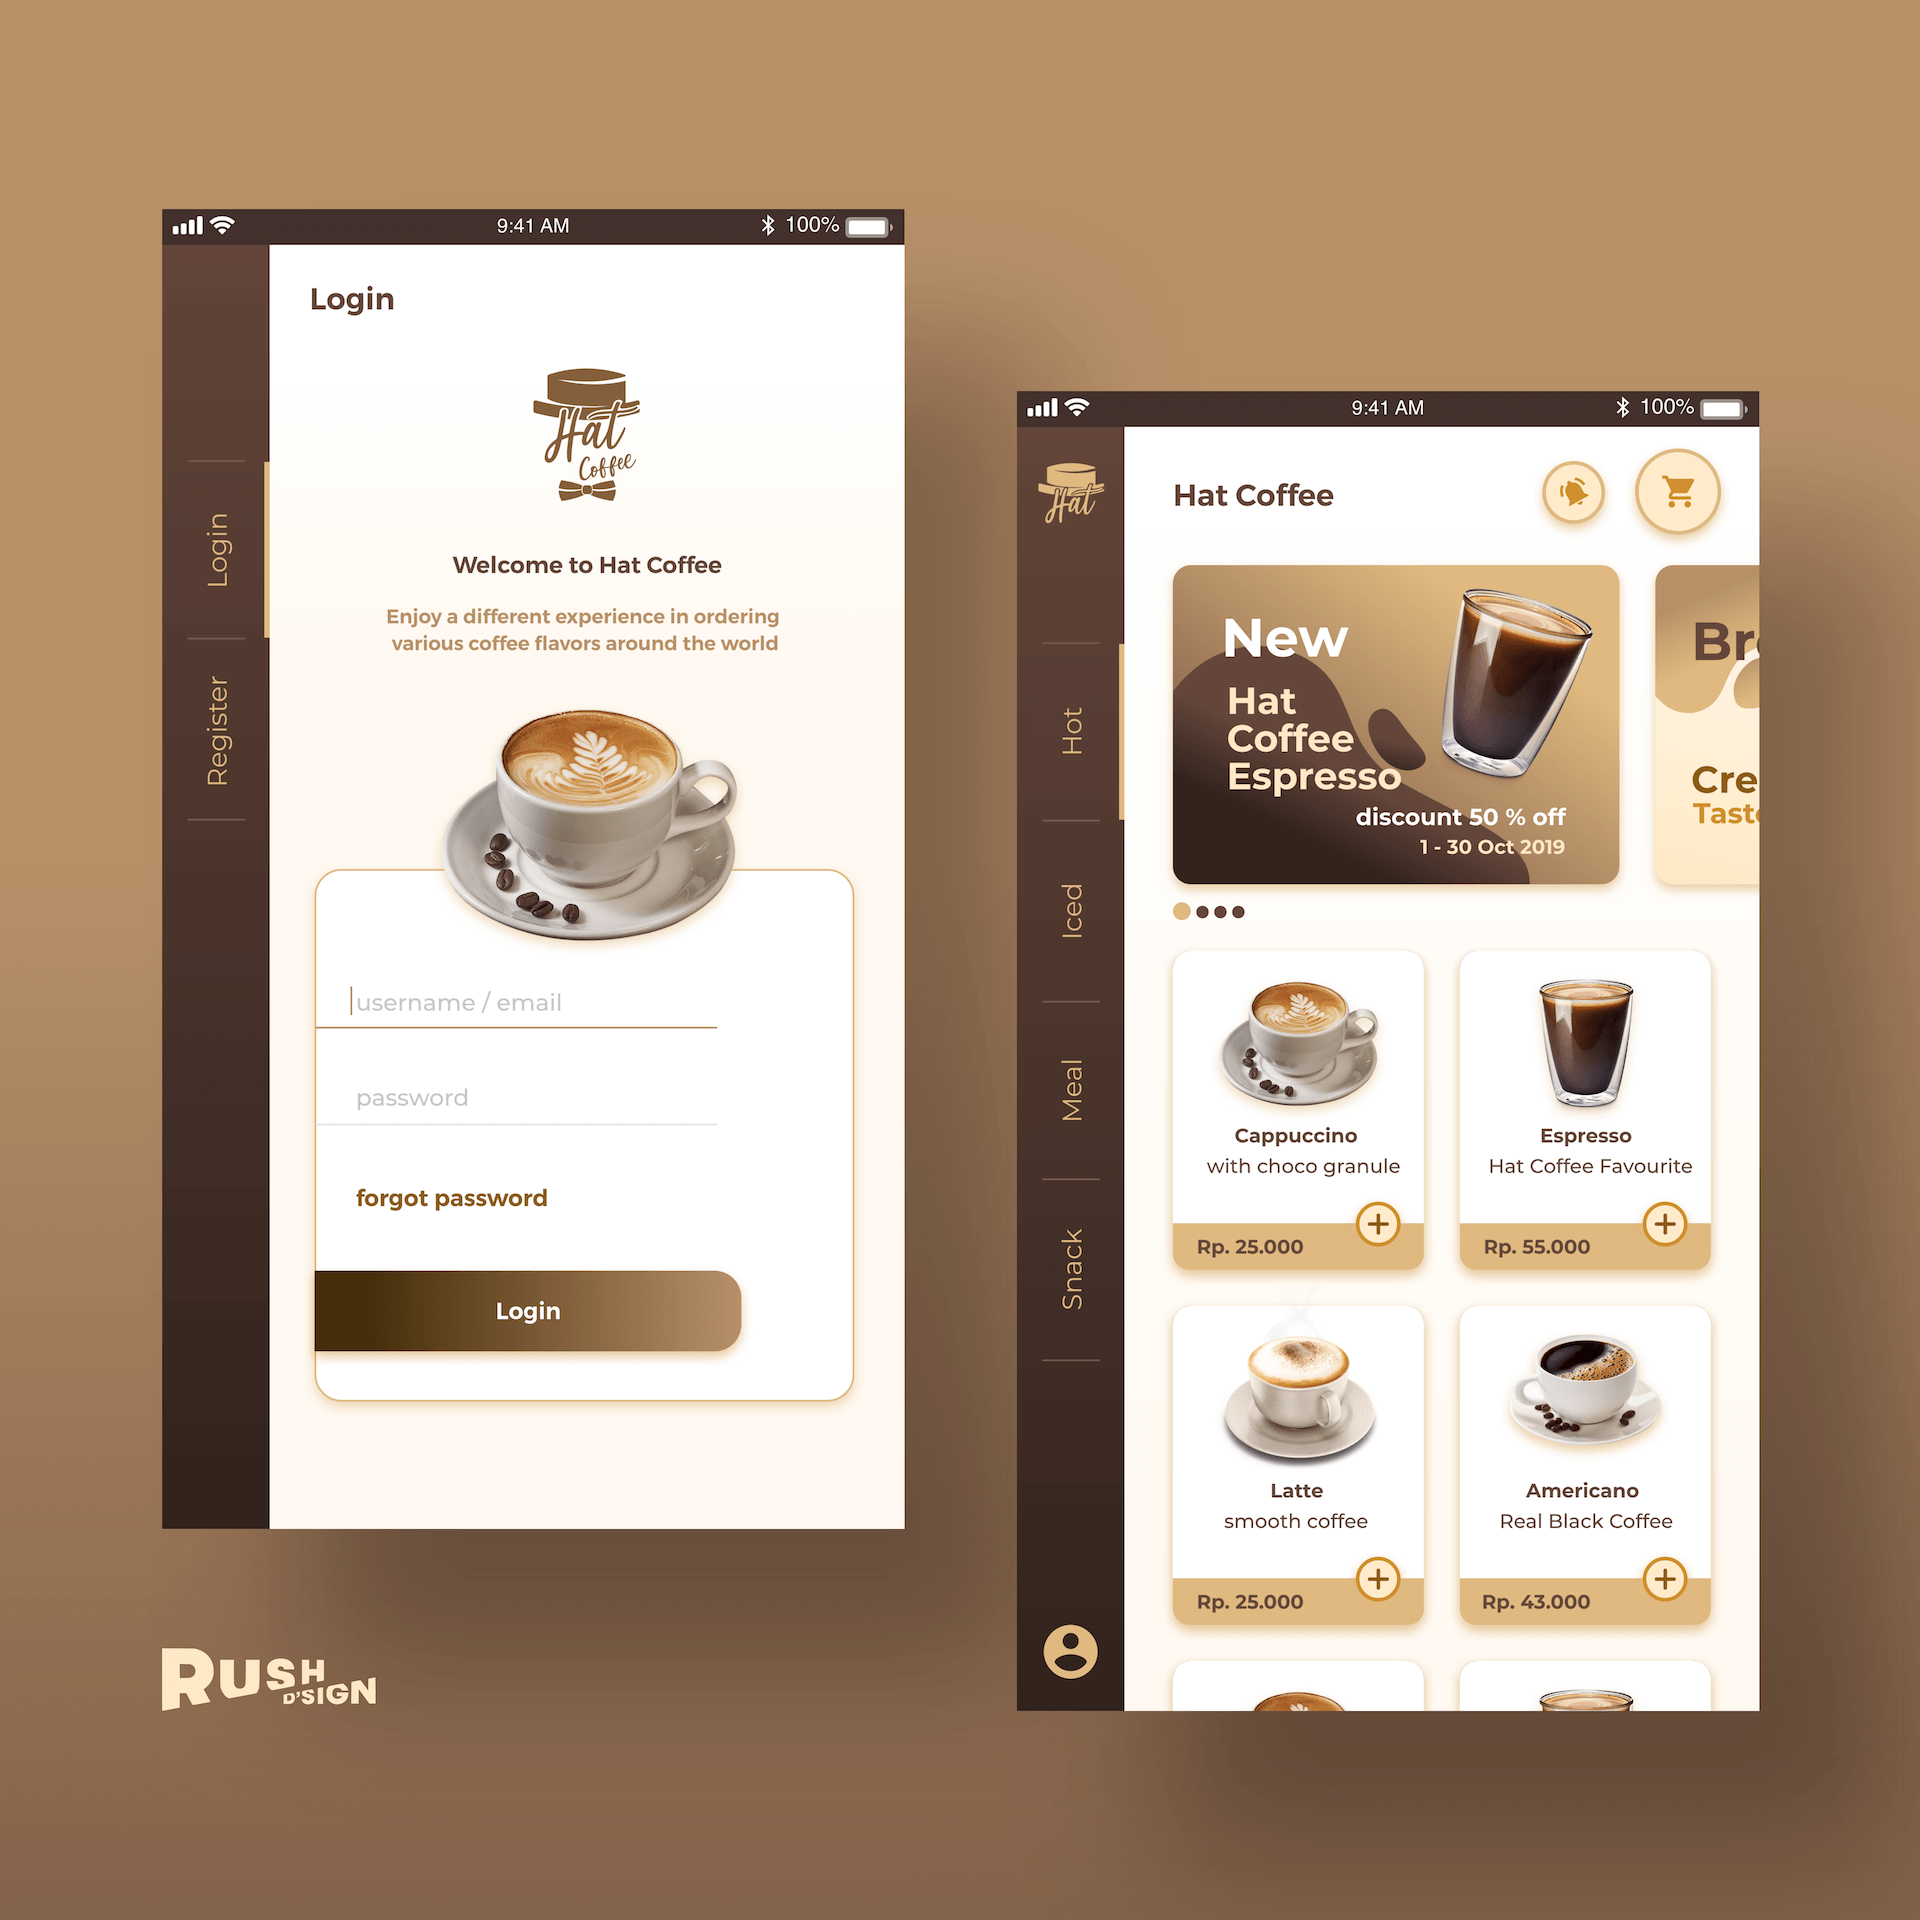 9:41 AM
100%
Login
Hat
Coffee
Login
Register
Welcome to Hat Coffee
Enjoy a different experience in ordering
various coffee flavors around the world
username / email
password
forgot password
Login
RUSH
D'SIGN
9:41 AM
100%
Hat
Hat Coffee
Hot
Iced
Meal
Snack
New
Hat
Coffee
Espresso
discount 50 % off
1 - 30 Oct 2019
Cappuccino
with choco granule
Rp. 25.000
Espresso
Hat Coffee Favourite
Rp. 55.000
Latte
smooth coffee
Rp. 25.000
Americano
Real Black Coffee
Rp. 43.000